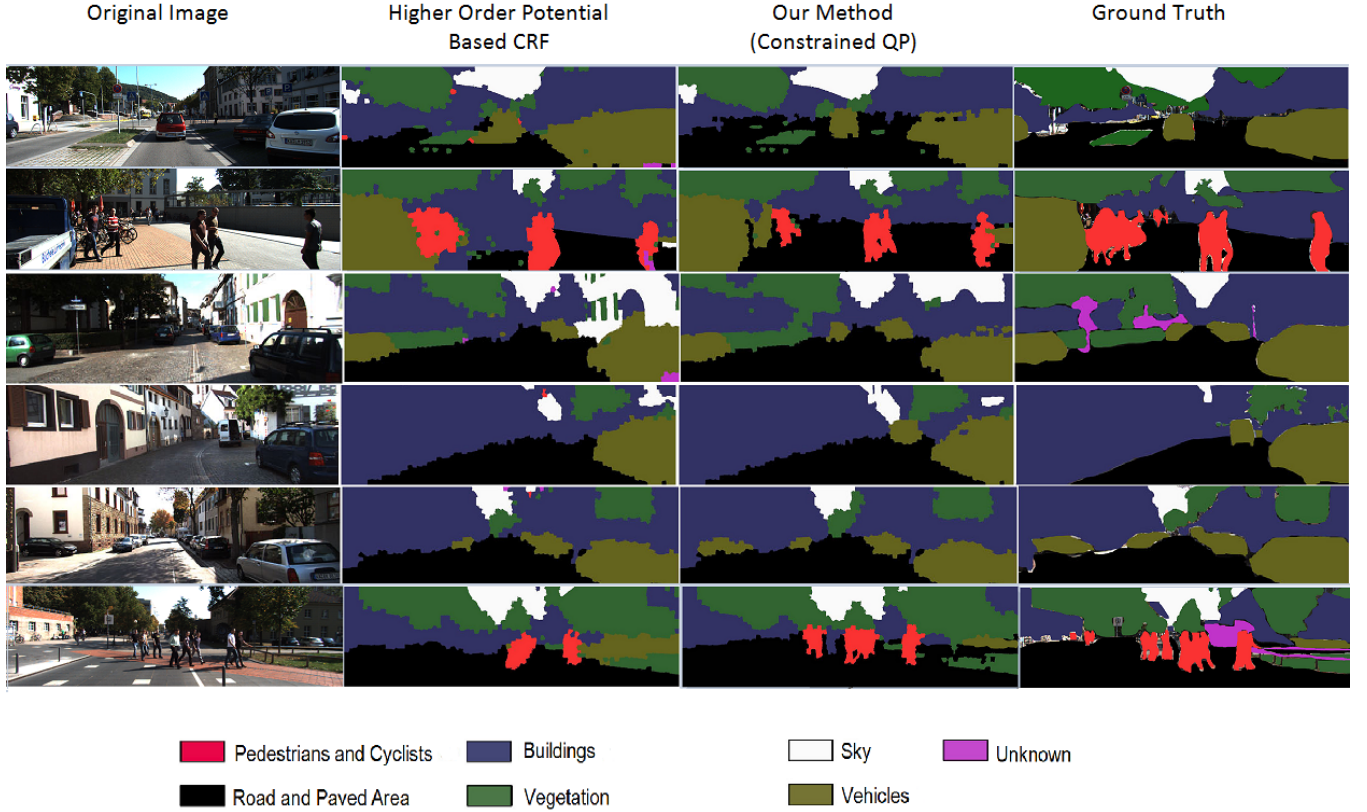 Original Image
Higher Order Potential
Based CRF
Our Method
(Constrained QP)
Ground Truth
Pedestrians and Cyclists
Buildings
Sky
Unknown
Road and Paved Area
Vegetation
Vehicles